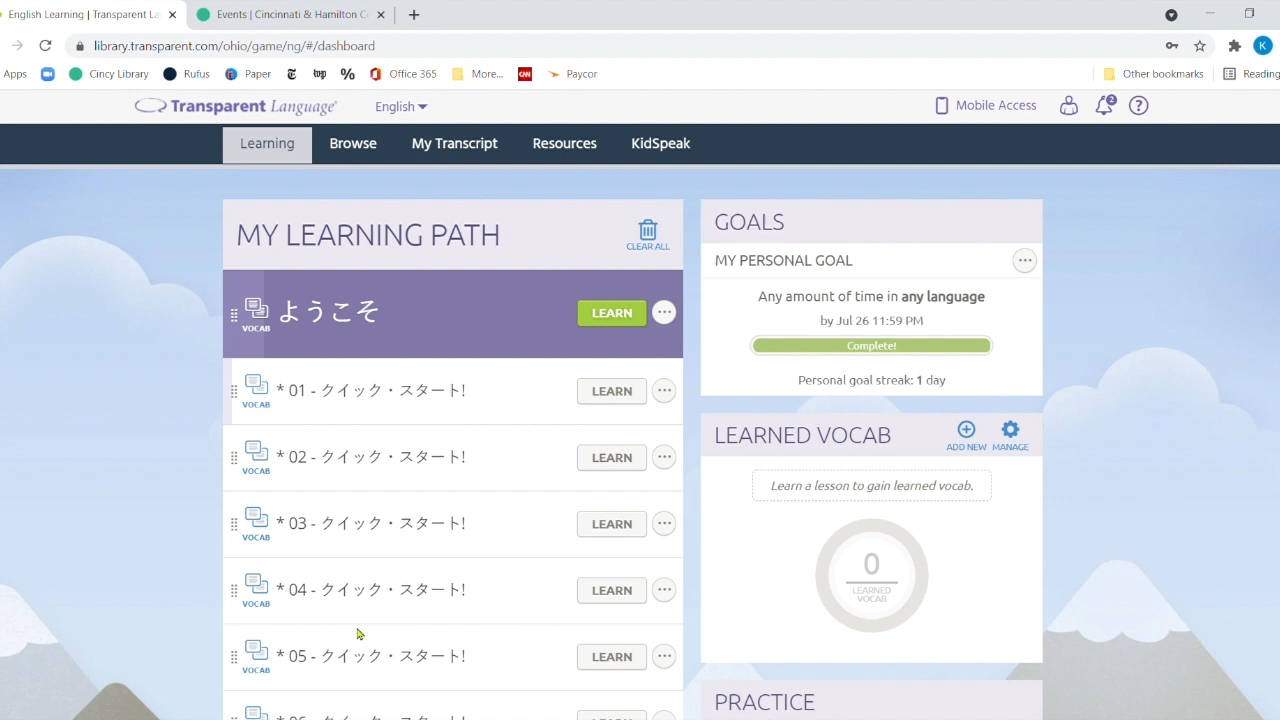 English Learning | Transparent La
Events | Cincinnati & Hamilton C
library.transparent.com/ohio/game/ng/#/dashboard
K
Apps
Cincy Library
Rufus
Paper
wp
%
Office 365
More...
CNN
Paycor
Other bookmarks
Reading
Transparent Language
English
Mobile Access
2
?
Learning
Browse
My Transcript
Resources
KidSpeak
MY LEARNING PATH
CLEAR ALL
VOCAB
ようこそ
LEARN
VOCAB
* 01 - クイック・スタート!
LEARN
VOCAB
* 02 - クイック・スタート!
LEARN
VOCAB
* 03 - クイック・スタート!
LEARN
VOCAB
* 04 - クイック・スタート!
LEARN
VOCAB
* 05 - クイック・スタート!
LEARN
GOALS
MY PERSONAL GOAL
Any amount of time in any language
by Jul 26 11:59 PM
Complete!
Personal goal streak: 1 day
LEARNED VOCAB
ADD NEW
MANAGE
Learn a lesson to gain learned vocab.
0
LEARNED
VOCAB
PRACTICE